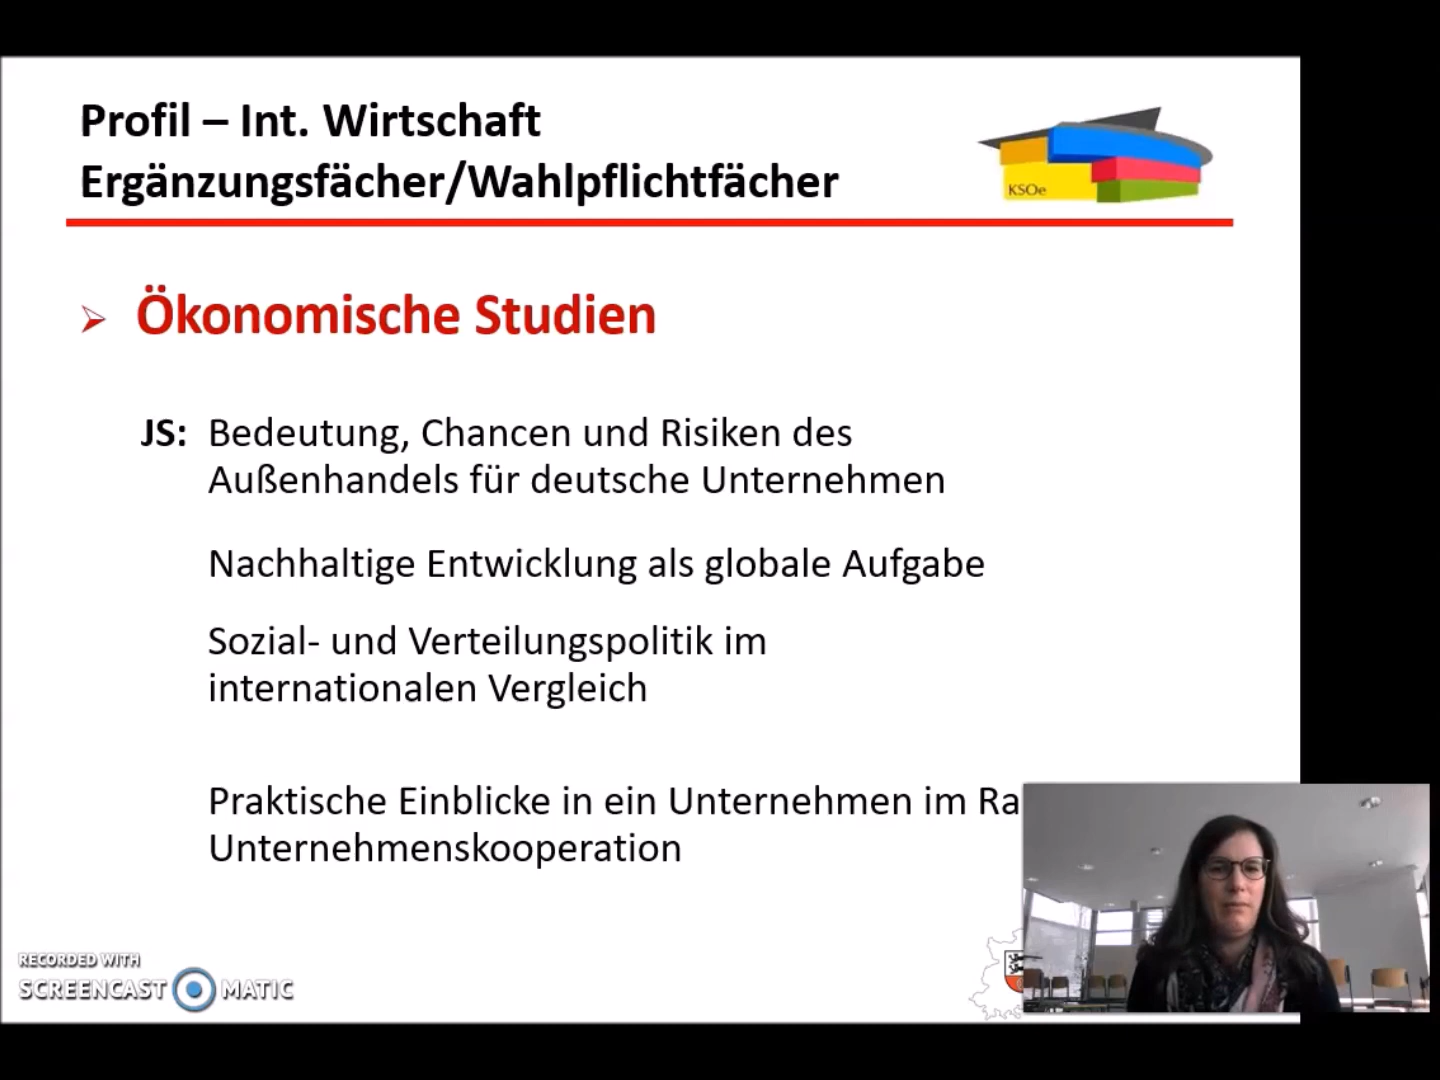 Profil – Int. Wirtschaft
Ergänzungsfächer/Wahlpflichtfächer
KSOe
Ökonomische Studien
JS: Bedeutung, Chancen und Risiken des
Außenhandels für deutsche Unternehmen
Nachhaltige Entwicklung als globale Aufgabe
Sozial- und Verteilungspolitik im
internationalen Vergleich
Praktische Einblicke in ein Unternehmen im
Unternehmenskooperation
RECORDED WITH
SCREENCAST MATIC